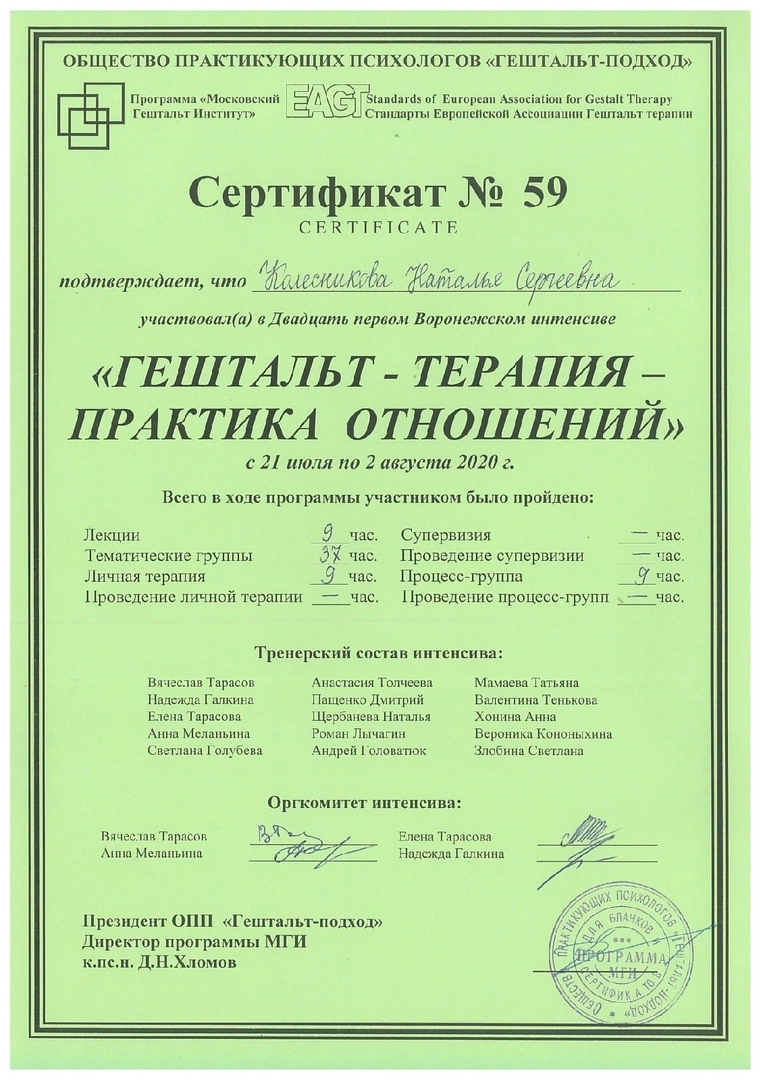 ОБЩЕСТВО ПРАКТИКУЮЩИХ ПСИХОЛОГОВ «ГЕШТАЛЬТ-ПОДХОД»
Программа «Московский Гештальт Институт»
EAGT
Standards of European Association for Gestalt Therapy
Стандарты Европейской Ассоциации Гештальт терапии
Сертификат № 59
CERTIFICATE
подтверждает, что Колесникова Наталья Сергеевна
участвовал(а) в Двадцать первом Воронежском интенсиве
«ГЕШТАЛЬТ - ТЕРАПИЯ –
ПРАКТИКА ОТНОШЕНИЙ»
с 21 июля по 2 августа 2020 г.
Всего в ходе программы участником было пройдено:
Лекции 9 час. Супервизия — час.
Тематические группы 37 час. Проведение супервизии — час.
Личная терапия 9 час. Процесс-группа 9 час.
Проведение личной терапии — час. Проведение процесс-групп — час.
Тренерский состав интенсива:
Вячеслав Тарасов Анастасия Толчеева Мамаева Татьяна
Надежда Галкина Пащенко Дмитрий Валентина Тенькова
Елена Тарасова Щербанева Наталья Хонина Анна
Анна Меланьина Роман Лычагин Вероника Кононыхина
Светлана Голубева Андрей Головатюк Злобина Светлана
Оргкомитет интенсива:
Вячеслав Тарасов Елена Тарасова
Анна Меланьина Надежда Галкина
Президент ОПП «Гештальт-подход»
Директор программы МГИ
к.пс.н. Д.Н.Хломов
ОБЩЕСТВО ПРАКТИКУЮЩИХ ПСИХОЛОГОВ "ГЕШТАЛЬТ-ПОДХОД"
ДЛЯ БЛАНКОВ
ПРОГРАММА
МГИ
СЕРТИФИКАТОВ